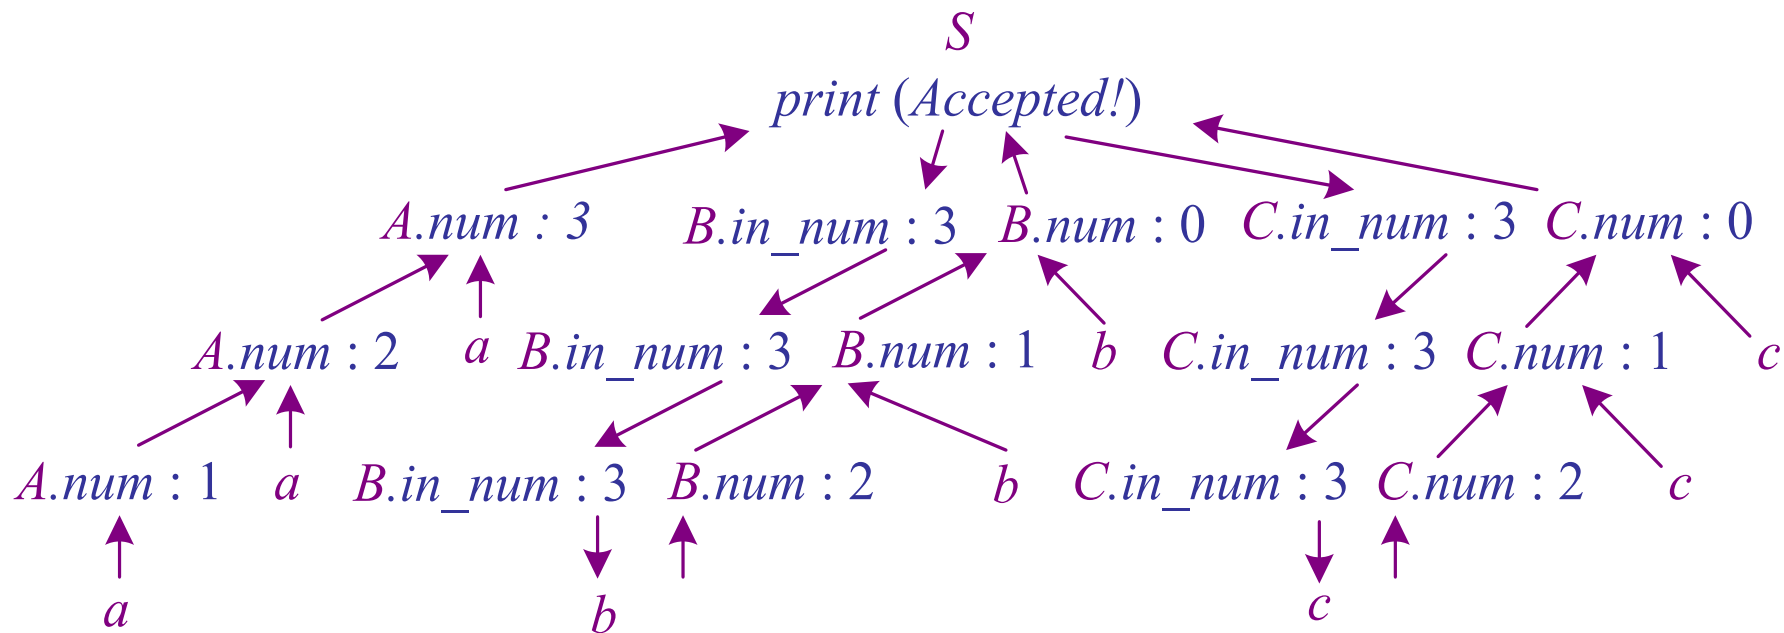 S
print (Accepted!)
A.num : 3 B.in_num : 3 B.num : 0 C.in_num : 3 C.num : 0
A.num : 2 a B.in_num : 3 B.num : 1 b C.in_num : 3 C.num : 1 c
A.num : 1 a B.in_num : 3 B.num : 2 b C.in_num : 3 C.num : 2 c
a b c